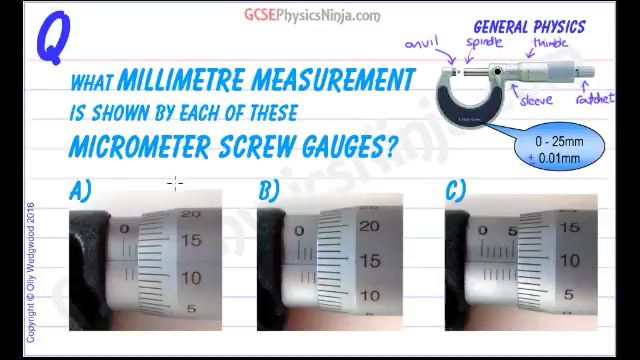 GCSEPhysicsNinja.com
Q
GENERAL PHYSICS
anvil
spindle
thimble
WHAT MILLIMETRE MEASUREMENT
IS SHOWN BY EACH OF THESE
MICROMETER SCREW GAUGES?
sleeve
ratchet
0 - 25mm
± 0.01mm
A)
B)
C)
0
20
15
10
5
0
20
15
10
0 5
15
10
5
Copyright © Olly Wedgwood 2016